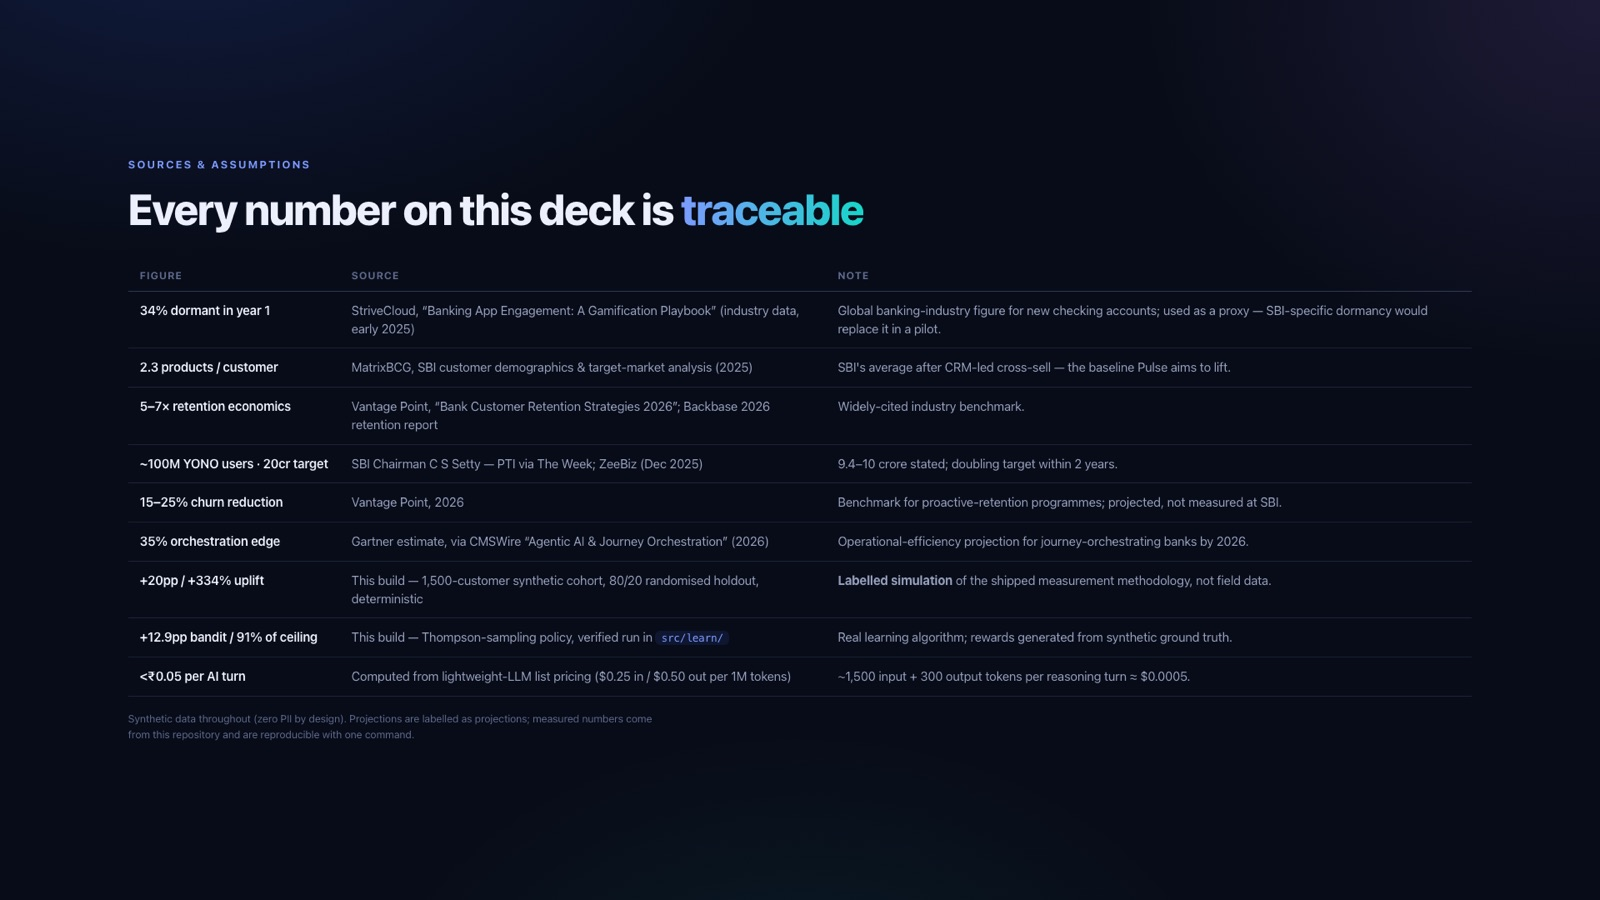 SOURCES & ASSUMPTIONS
Every number on this deck is traceable
FIGURE SOURCE NOTE
34% dormant in year 1 StriveCloud, “Banking App Engagement: A Gamification Playbook” (industry data, Global banking-industry figure for new checking accounts; used as a proxy — SBI-specific dormancy would
early 2025) replace it in a pilot.
2.3 products / customer MatrixBCG, SBI customer demographics & target-market analysis (2025) SBI's average after CRM-led cross-sell — the baseline Pulse aims to lift.
5–7× retention economics Vantage Point, “Bank Customer Retention Strategies 2026”; Backbase 2026 Widely-cited industry benchmark.
retention report
~100M YONO users · 20cr target SBI Chairman C S Setty — PTI via The Week; ZeeBiz (Dec 2025) 9.4–10 crore stated; doubling target within 2 years.
15–25% churn reduction Vantage Point, 2026 Benchmark for proactive-retention programmes; projected, not measured at SBI.
35% orchestration edge Gartner estimate, via CMSWire “Agentic AI & Journey Orchestration” (2026) Operational-efficiency projection for journey-orchestrating banks by 2026.
+20pp / +334% uplift This build — 1,500-customer synthetic cohort, 80/20 randomised holdout, Labelled simulation of the shipped measurement methodology, not field data.
deterministic
+12.9pp bandit / 91% of ceiling This build — Thompson-sampling policy, verified run in src/learn/ Real learning algorithm; rewards generated from synthetic ground truth.
<₹0.05 per AI turn Computed from lightweight-LLM list pricing ($0.25 in / $0.50 out per 1M tokens) ~1,500 input + 300 output tokens per reasoning turn ≈ $0.0005.
Synthetic data throughout (zero PII by design). Projections are labelled as projections; measured numbers come
from this repository and are reproducible with one command.